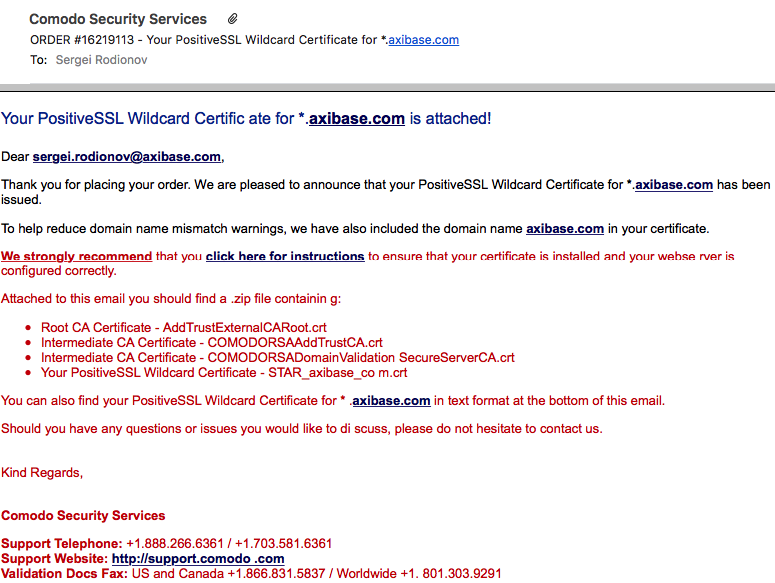 Comodo Security Services
ORDER #16219113 - Your PositiveSSL Wildcard Certificate for *.axibase.com
To: Sergei Rodionov
Your PositiveSSL Wildcard Certific ate for *.axibase.com is attached!
Dear sergei.rodionov@axibase.com,
Thank you for placing your order. We are pleased to announce that your PositiveSSL Wildcard Certificate for *.axibase.com has been
issued.
To help reduce domain name mismatch warnings, we have also included the domain name axibase.com in your certificate.
We strongly recommend that you click here for instructions to ensure that your certificate is installed and your webse rver is
configured correctly.
Attached to this email you should find a .zip file containin g:
• Root CA Certificate - AddTrustExternalCARoot.crt
• Intermediate CA Certificate - COMODORSAAddTrustCA.crt
• Intermediate CA Certificate - COMODORSADomainValidation SecureServerCA.crt
• Your PositiveSSL Wildcard Certificate - STAR_axibase_co m.crt
You can also find your PositiveSSL Wildcard Certificate for * .axibase.com in text format at the bottom of this email.
Should you have any questions or issues you would like to di scuss, please do not hesitate to contact us.
Kind Regards,
Comodo Security Services
Support Telephone: +1.888.266.6361 / +1.703.581.6361
Support Website: http://support.comodo .com
Validation Docs Fax: US and Canada +1.866.831.5837 / Worldwide +1. 801.303.9291